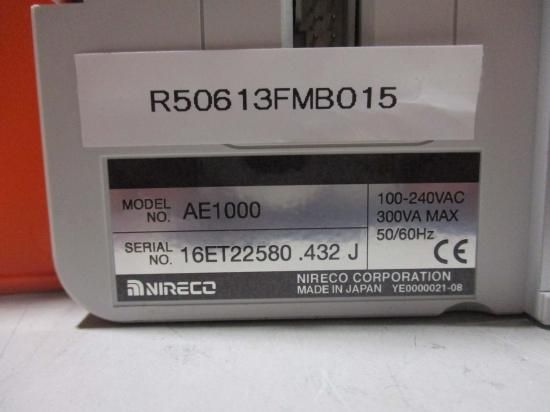 R50613FMB015
MODEL NO. AE1000
SERIAL NO. 16ET22580 .432 J
100-240VAC
300VA MAX
50/60Hz
CE
NIRECO
NIRECO CORPORATION
MADE IN JAPAN YE0000021-08